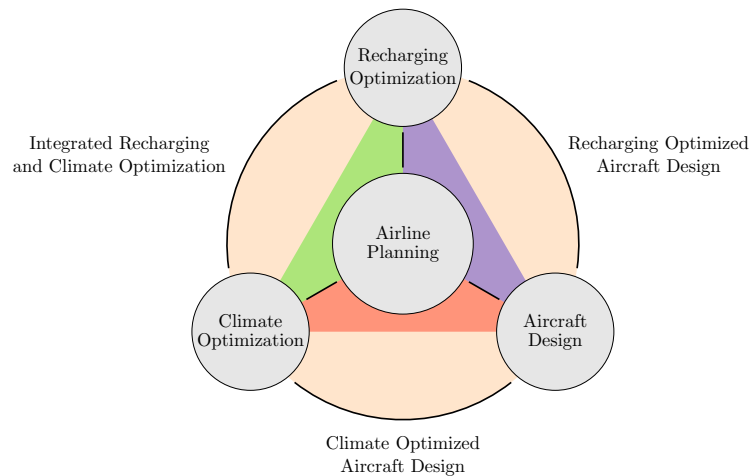 Recharging
Optimization
Integrated Recharging
and Climate Optimization
Recharging Optimized
Aircraft Design
Airline
Planning
Climate
Optimization
Aircraft
Design
Climate Optimized
Aircraft Design